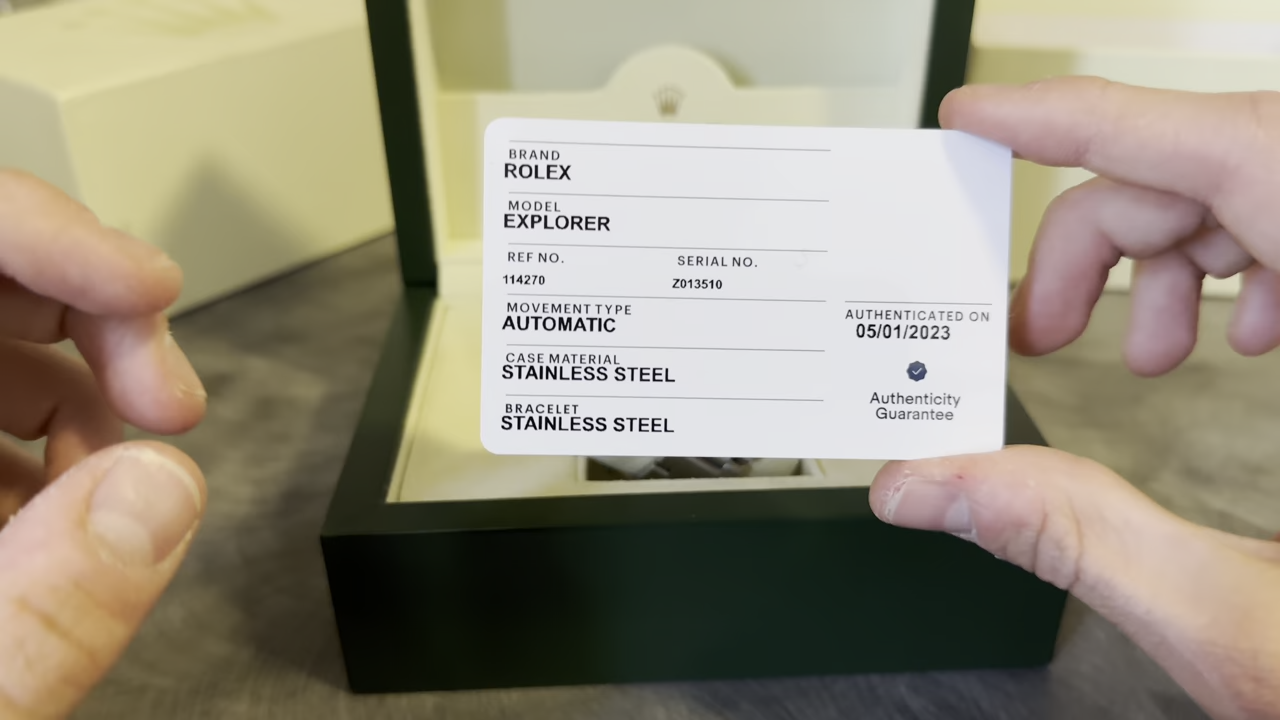 BRAND
ROLEX
MODEL
EXPLORER
REF NO. SERIAL NO.
114270 Z013510
MOVEMENT TYPE
AUTOMATIC
CASE MATERIAL
STAINLESS STEEL
BRACELET
STAINLESS STEEL
AUTHENTICATED ON
05/01/2023
Authenticity
Guarantee